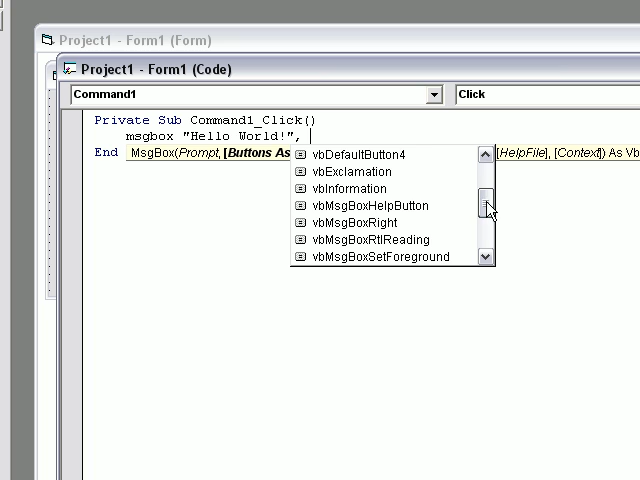 Project1 - Form1 (Form)
Project1 - Form1 (Code)
Command1 Click
Private Sub Command1_Click()
msgbox "Hello World!",
End MsgBox(Prompt, [Buttons As [HelpFile], [Context]) As Vb
vbDefaultButton4
vbExclamation
vbInformation
vbMsgBoxHelpButton
vbMsgBoxRight
vbMsgBoxRtlReading
vbMsgBoxSetForeground